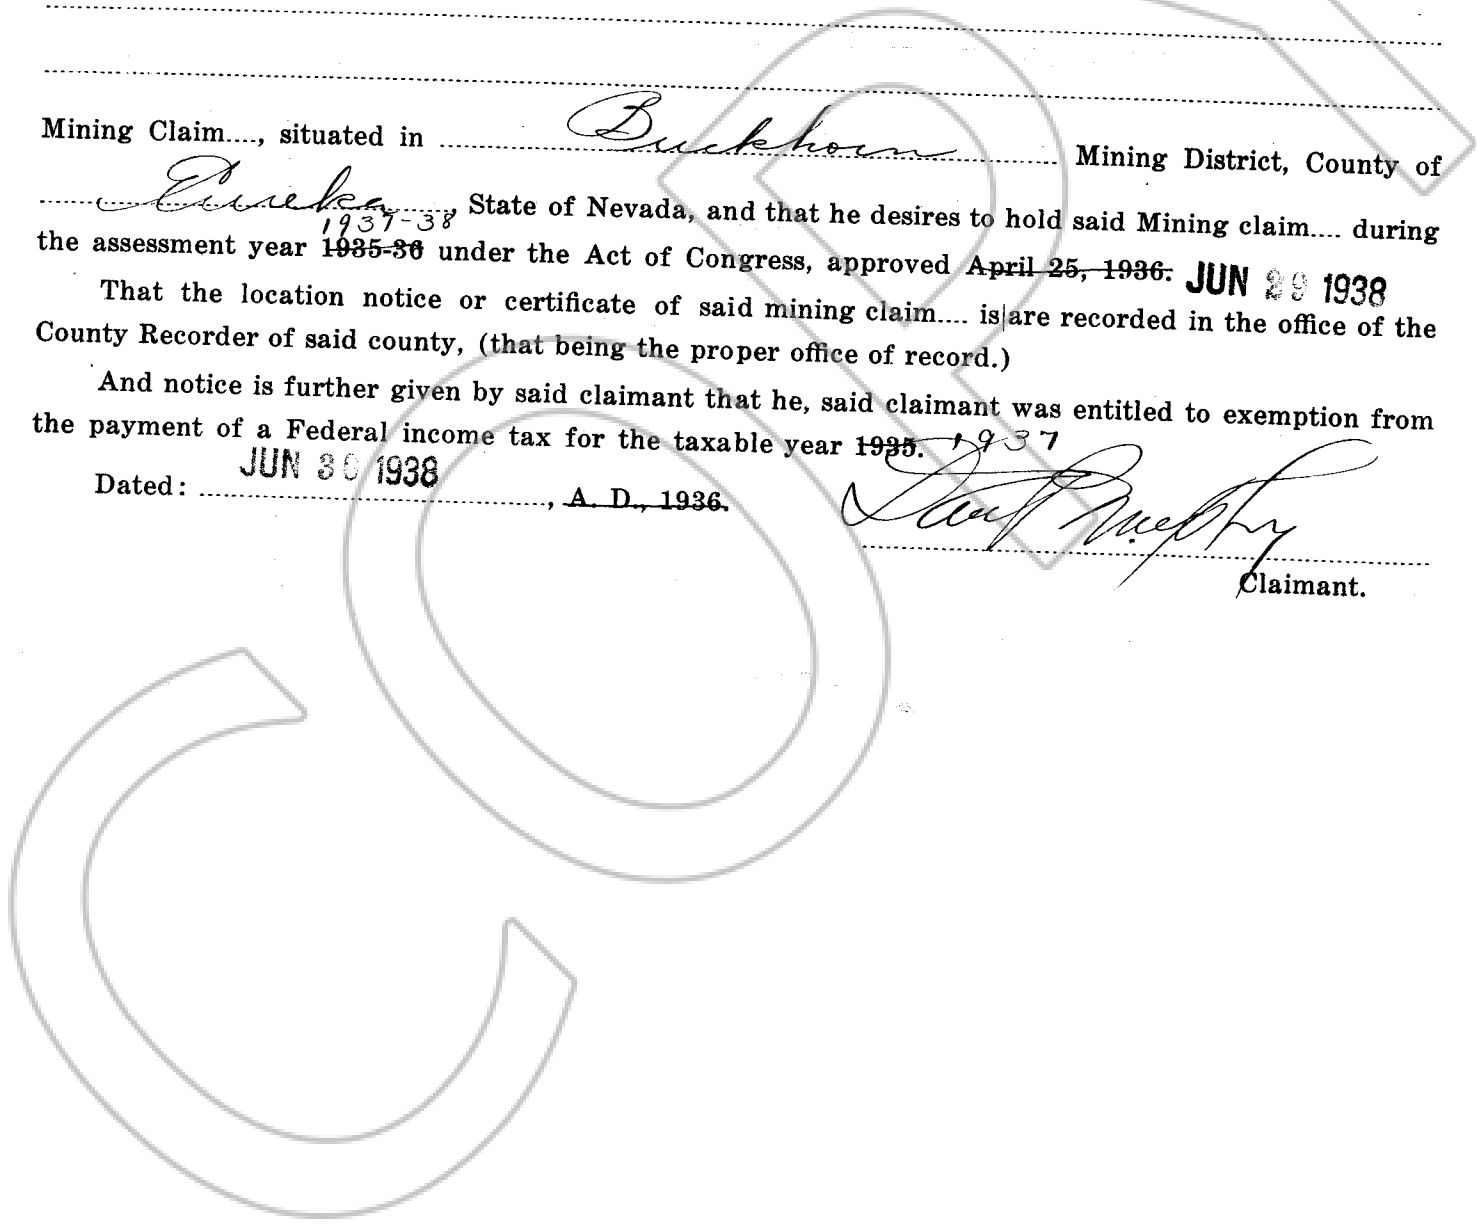 Mining Claim...., situated in Buckhorn Mining District, County of
Eureka, State of Nevada, and that he desires to hold said Mining claim.... during
1937-38
the assessment year 1935-36 under the Act of Congress, approved April 25, 1936. JUN 29 1938
That the location notice or certificate of said mining claim.... is|are recorded in the office of the
County Recorder of said county, (that being the proper office of record.)
And notice is further given by said claimant that he, said claimant was entitled to exemption from
the payment of a Federal income tax for the taxable year 1935. 1937
JUN 30 1938
Dated: ...................., A. D., 1936.
Murphy
Claimant.
COPY